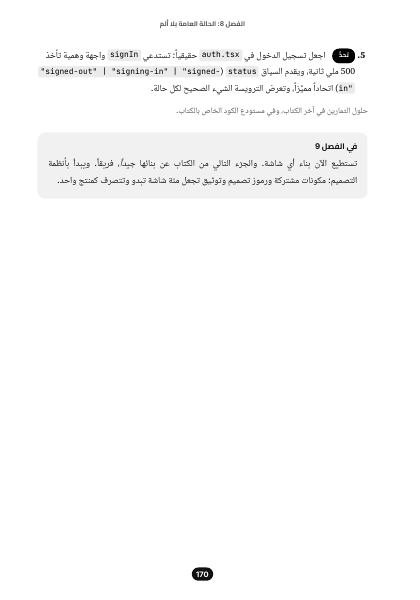 الفصل 8: الحالة العامة بلا ألم
5. تحدٍّ اجعل تسجيل الدخول في auth.tsx حقيقياً: تستدعي signIn واجهة وهمية تأخذ
500 ملي ثانية، ويقدم السياق status ("signed-out" | "signing-in" | "signed-
in") اتحاداً مميَّزاً، وتعرض الترويسة الشيء الصحيح لكل حالة.
حلول التمارين في آخر الكتاب، وفي مستودع الكود الخاص بالكتاب.
في الفصل 9
تستطيع الآن بناء أي شاشة. والجزء التالي من الكتاب عن بنائها جيداً، فريقاً. ويبدأ بأنظمة
التصميم: مكونات مشتركة ورموز تصميم وتوثيق تجعل مئة شاشة تبدو وتتصرف كمنتج واحد.
170